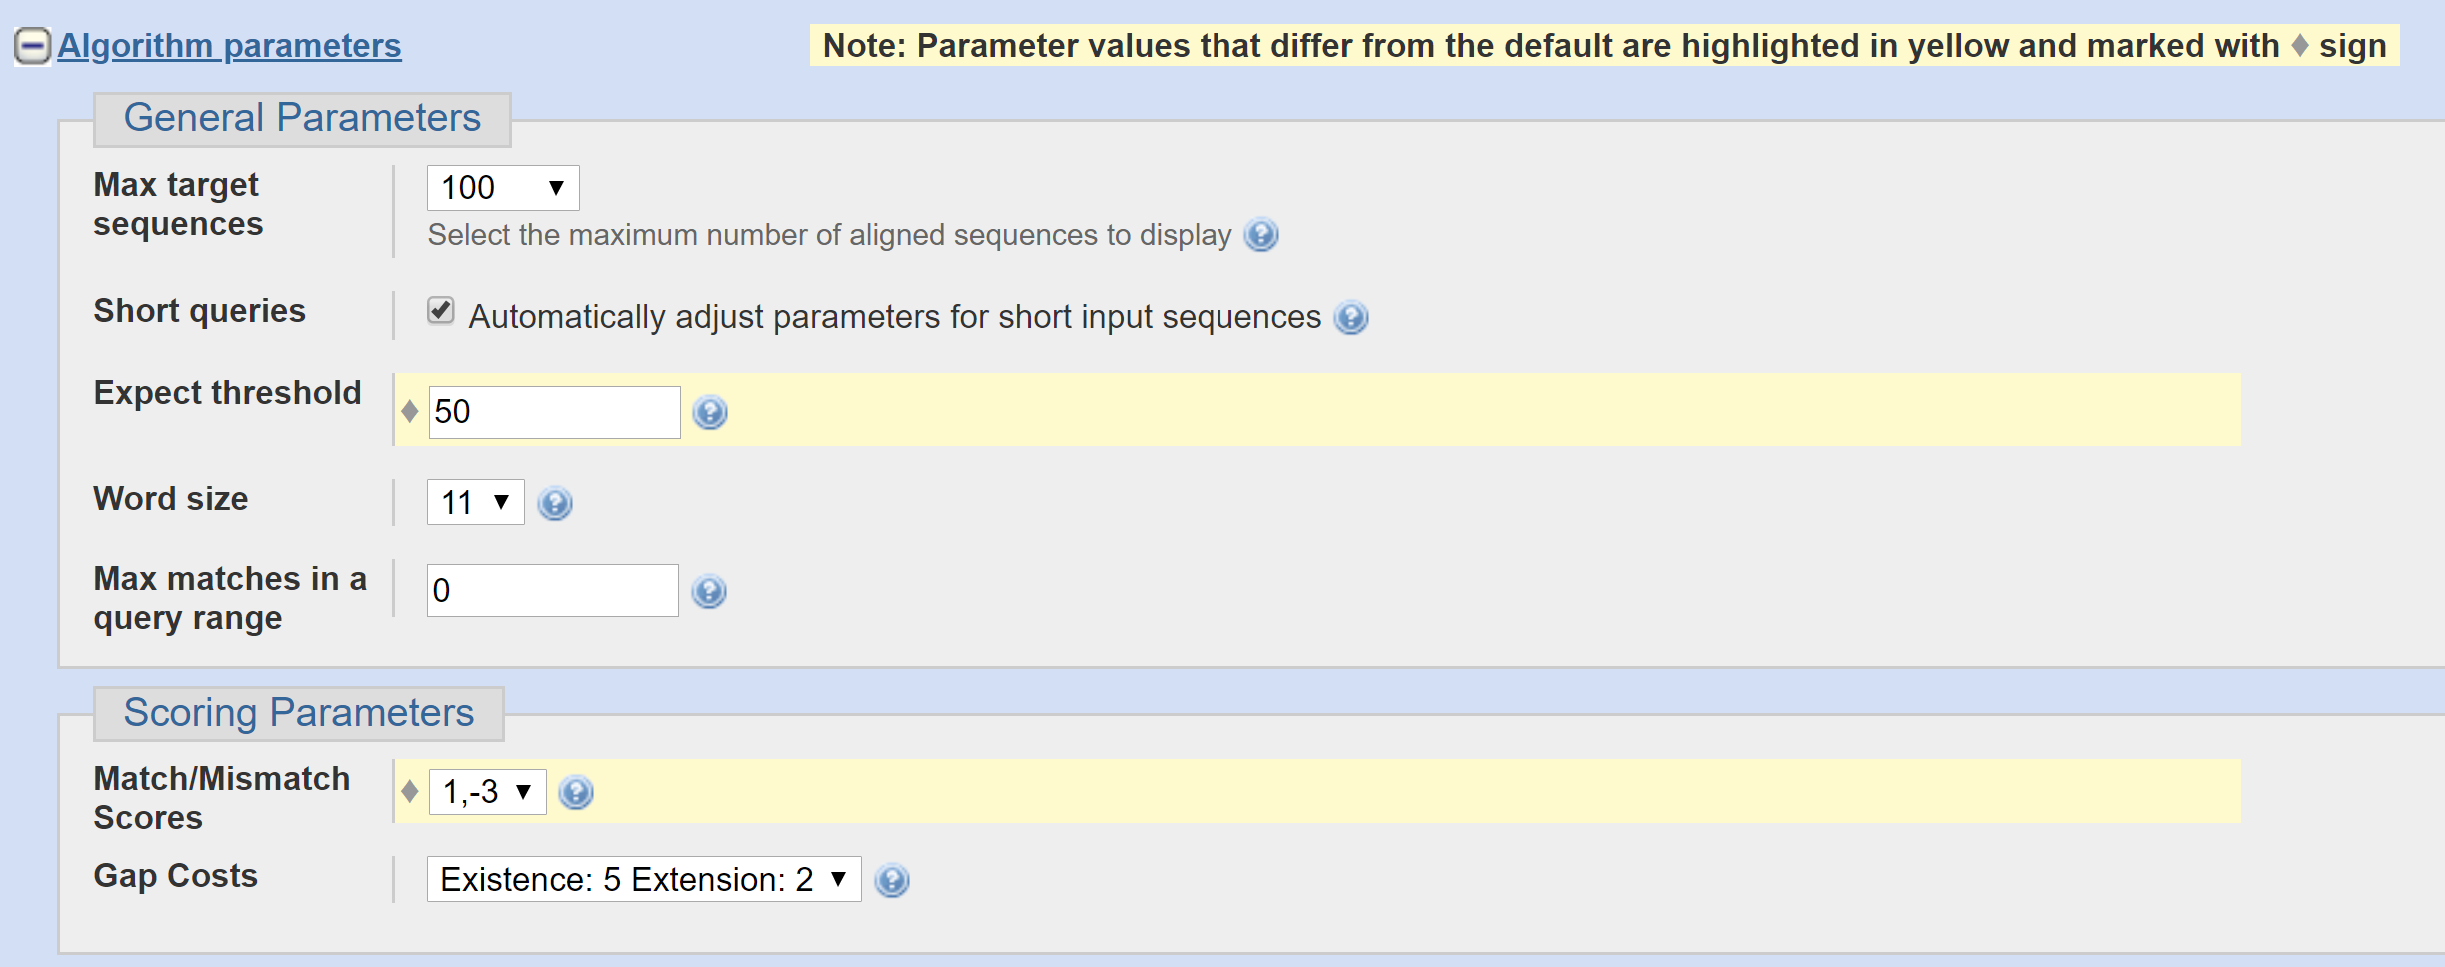 Algorithm parameters
Note: Parameter values that differ from the default are highlighted in yellow and marked with ♦ sign
General Parameters
Max target
sequences
100
Select the maximum number of aligned sequences to display
Short queries
Automatically adjust parameters for short input sequences
Expect threshold
♦ 50
Word size
11
Max matches in a
query range
0
Scoring Parameters
Match/Mismatch
Scores
♦ 1,-3
Gap Costs
Existence: 5 Extension: 2